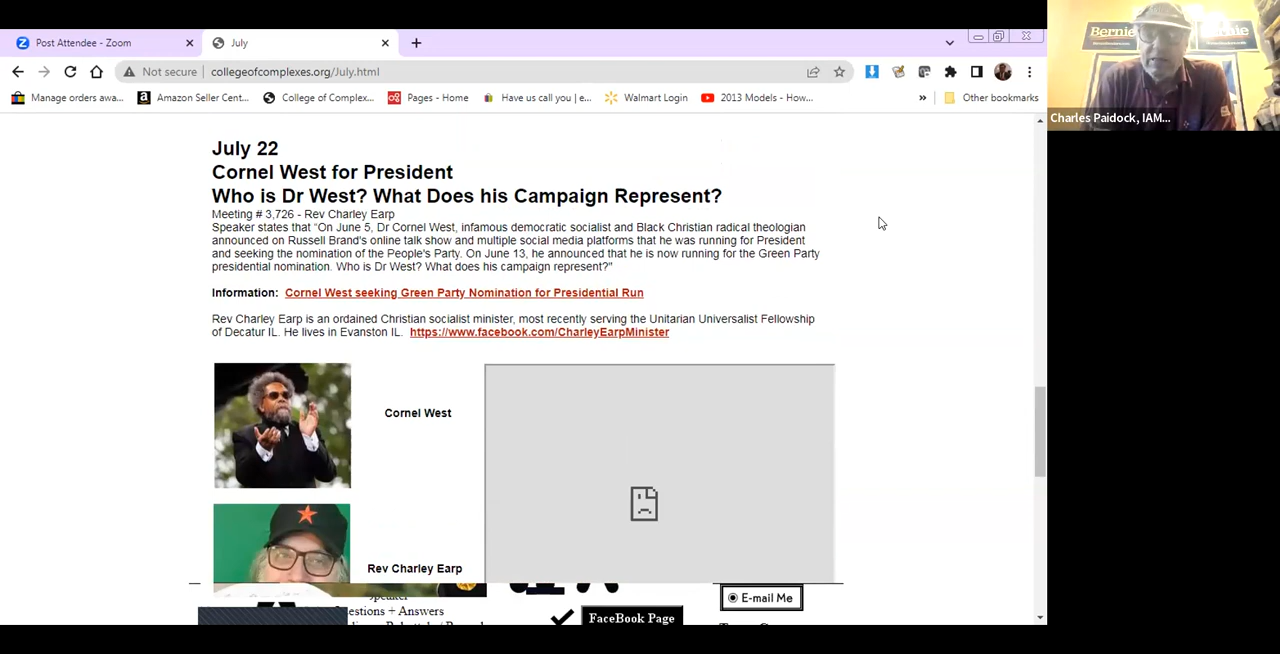 Post Attendee - Zoom
July
Not secure
collegeofcomplexes.org/July.html
Manage orders awa...
Amazon Seller Cent...
College of Complex...
Pages - Home
Have us call you | e...
Walmart Login
2013 Models - How...
»
Other bookmarks
Bernie
Charles Paidock, IAM...
July 22
Cornel West for President
Who is Dr West? What Does his Campaign Represent?
Meeting # 3,726 - Rev Charley Earp
Speaker states that "On June 5, Dr Cornel West, infamous democratic socialist and Black Christian radical theologian
announced on Russell Brand's online talk show and multiple social media platforms that he was running for President
and seeking the nomination of the People's Party. On June 13, he announced that he is now running for the Green Party
presidential nomination. Who is Dr West? What does his campaign represent?"
Information: Cornel West seeking Green Party Nomination for Presidential Run
Rev Charley Earp is an ordained Christian socialist minister, most recently serving the Unitarian Universalist Fellowship
of Decatur IL. He lives in Evanston IL. https://www.facebook.com/CharleyEarpMinister
Cornel West
Rev Charley Earp
E-mail Me
estions + Answers
FaceBook Page